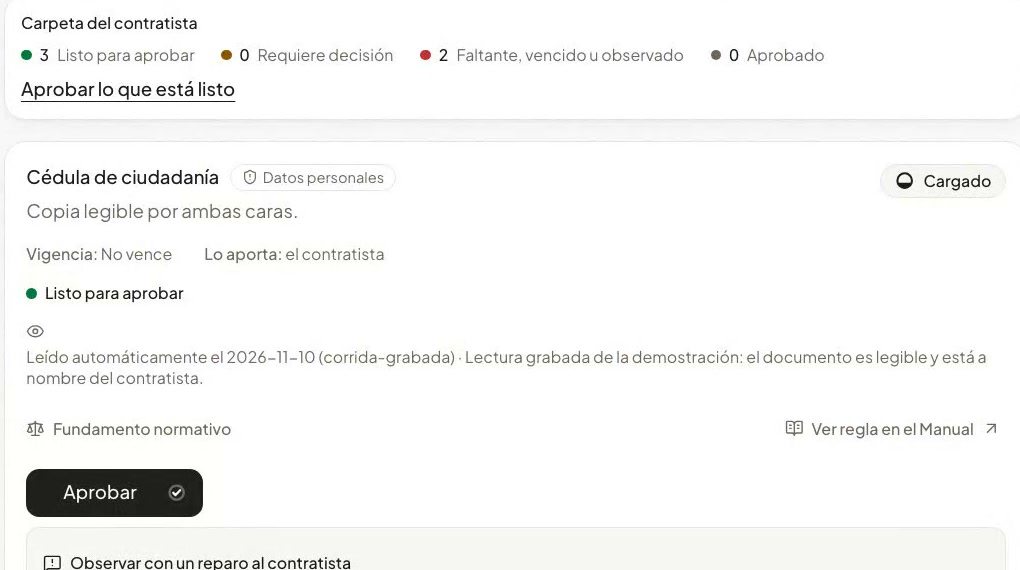 Carpeta del contratista
3 Listo para aprobar 0 Requiere decisión 2 Faltante, vencido u observado 0 Aprobado
Aprobar lo que está listo
Cédula de ciudadanía Datos personales Cargado
Copia legible por ambas caras.
Vigencia: No vence Lo aporta: el contratista
Listo para aprobar
Leído automáticamente el 2026-11-10 (corrida-grabada) · Lectura grabada de la demostración: el documento es legible y está a
nombre del contratista.
Fundamento normativo Ver regla en el Manual
Aprobar
Observar con un reparo al contratista